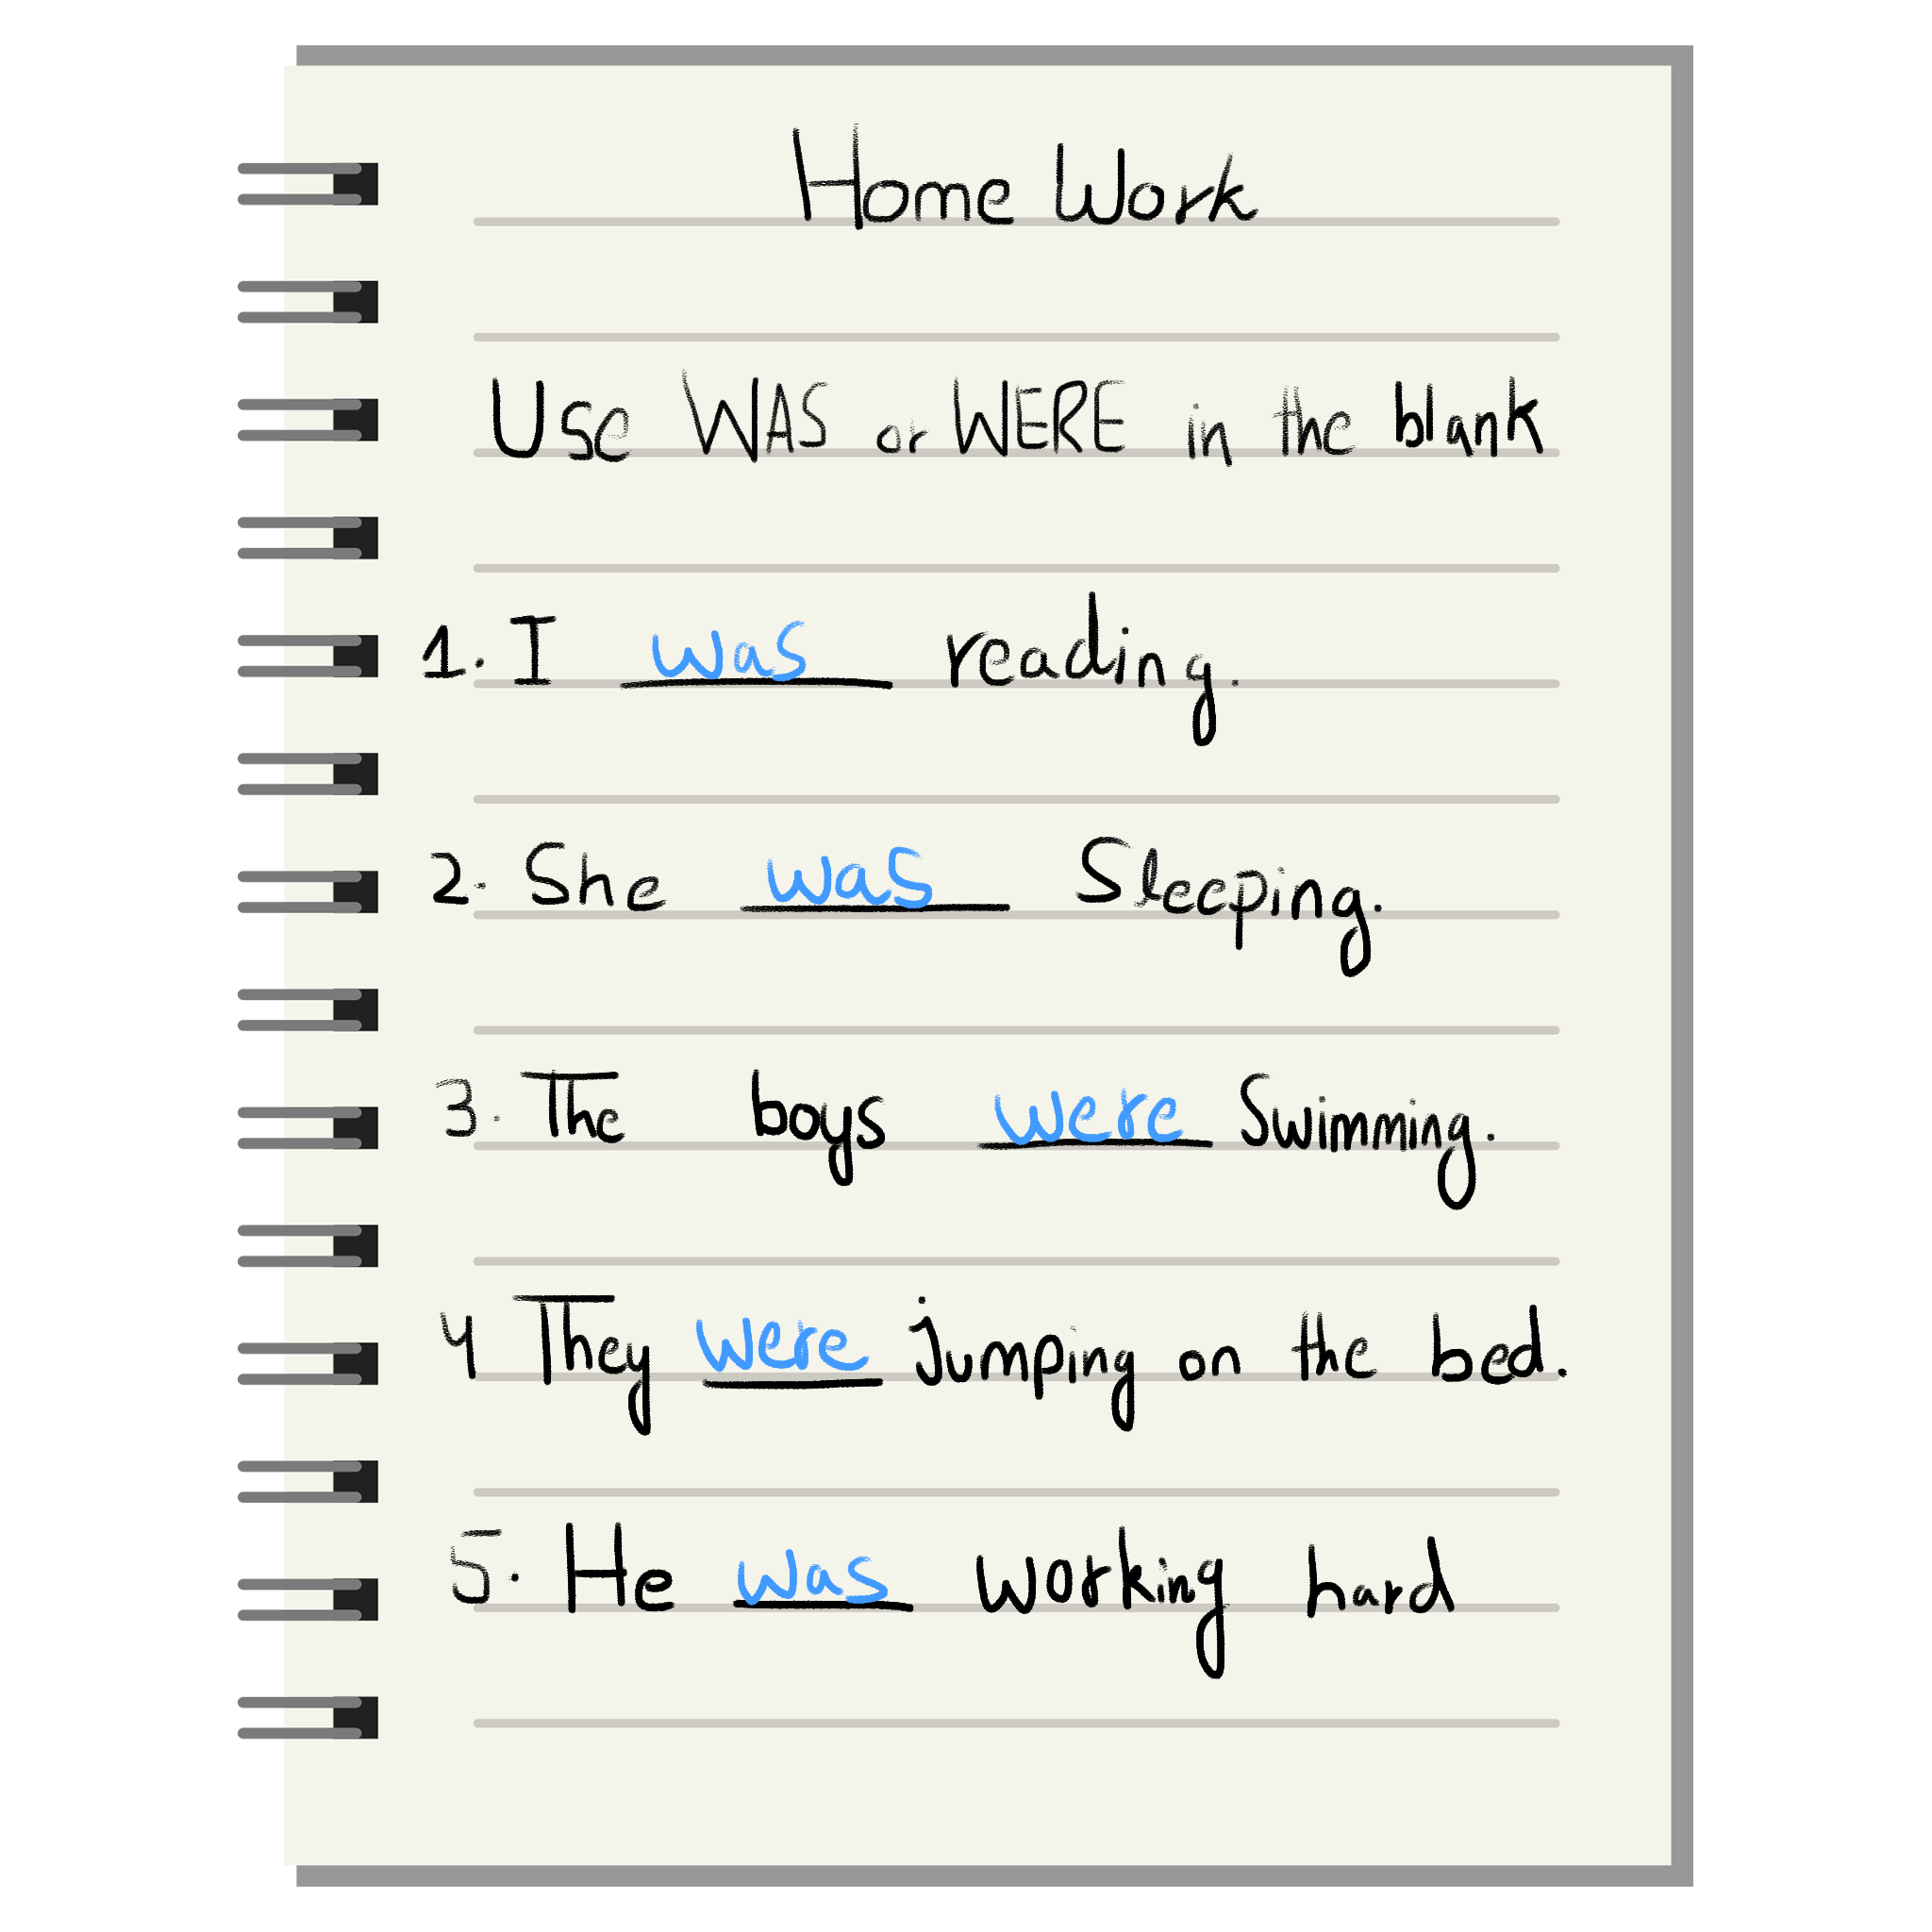 Home Work
Use WAS or WERE in the blank
1. I was reading.
2. She was Sleeping.
3. The boys were Swimming.
4 They were jumping on the bed.
5. He was working hard